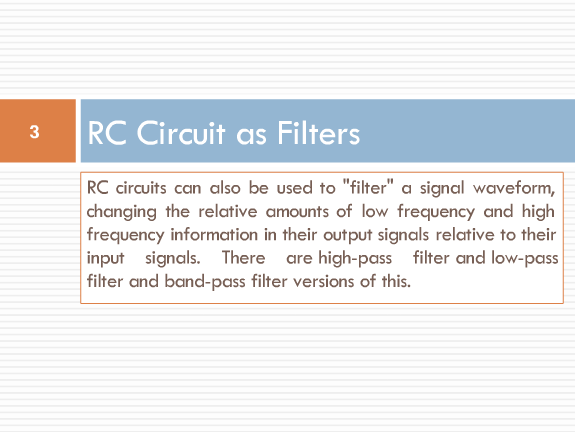 3
RC Circuit as Filters
RC circuits can also be used to "filter" a signal waveform,
changing the relative amounts of low frequency and high
frequency information in their output signals relative to their
input signals. There are high-pass filter and low-pass
filter and band-pass filter versions of this.